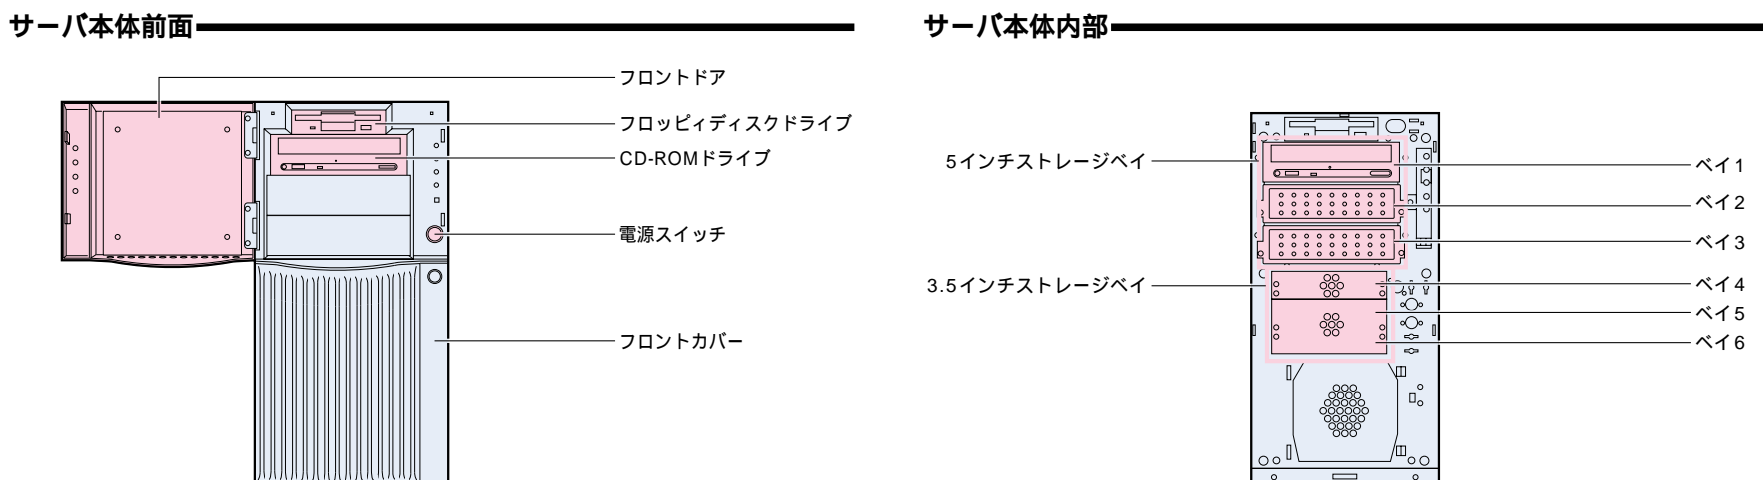 サーバ本体前面
フロントドア
フロッピィディスクドライブ
CD-ROMドライブ
電源スイッチ
フロントカバー
サーバ本体内部
5インチストレージベイ
3.5インチストレージベイ
ベイ1
ベイ2
ベイ3
ベイ4
ベイ5
ベイ6